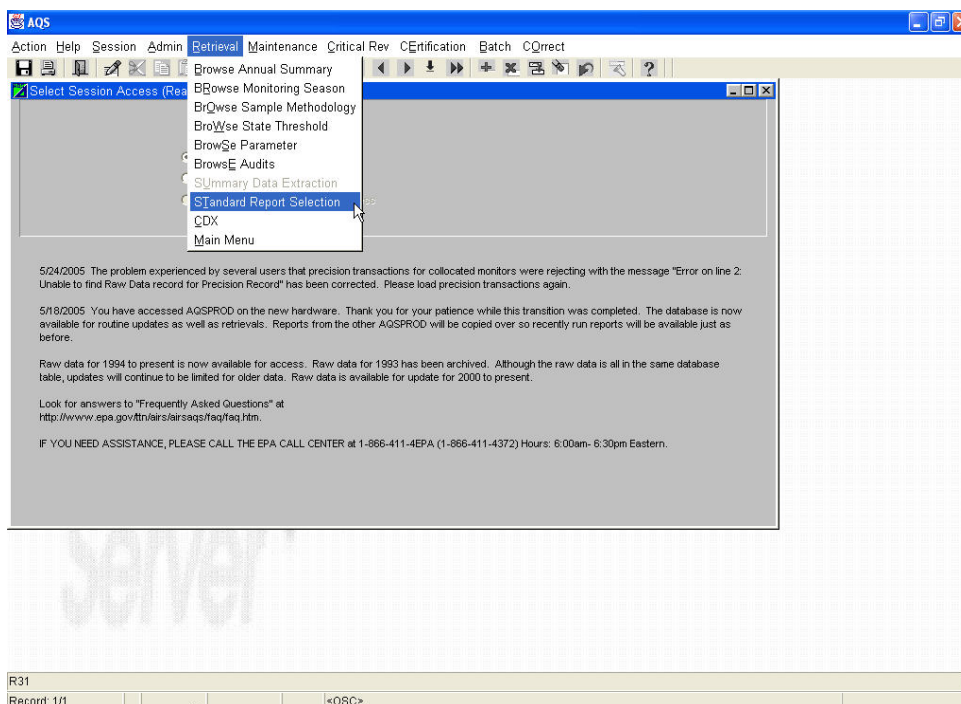 AQS
Action Help Session Admin Retrieval Maintenance Critical Rev CErtification Batch COrrect
Select Session Access (Rea
Browse Annual Summary
BRowse Monitoring Season
BrOwse Sample Methodology
BroWse State Threshold
BrowSe Parameter
BrowsE Audits
SUmmary Data Extraction
STandard Report Selection
CDX
Main Menu
5/24/2005 The problem experienced by several users that precision transactions for collocated monitors were rejecting with the message "Error on line 2:
Unable to find Raw Data record for Precision Record" has been corrected. Please load precision transactions again.
5/18/2005 You have accessed AQSPROD on the new hardware. Thank you for your patience while this transition was completed. The database is now
available for routine updates as well as retrievals. Reports from the other AQSPROD will be copied over so recently run reports will be available just as
before.
Raw data for 1994 to present is now available for access. Raw data for 1993 has been archived. Although the raw data is all in the same database
table, updates will continue to be limited for older data. Raw data is available for update for 2000 to present.
Look for answers to "Frequently Asked Questions" at
http://www.epa.gov/ttn/airs/airsaqs/faq/faq.htm.
IF YOU NEED ASSISTANCE, PLEASE CALL THE EPA CALL CENTER at 1-866-411-4EPA (1-866-411-4372) Hours: 6:00am- 6:30pm Eastern.
Server
R31
Record: 1/1
<OSC>